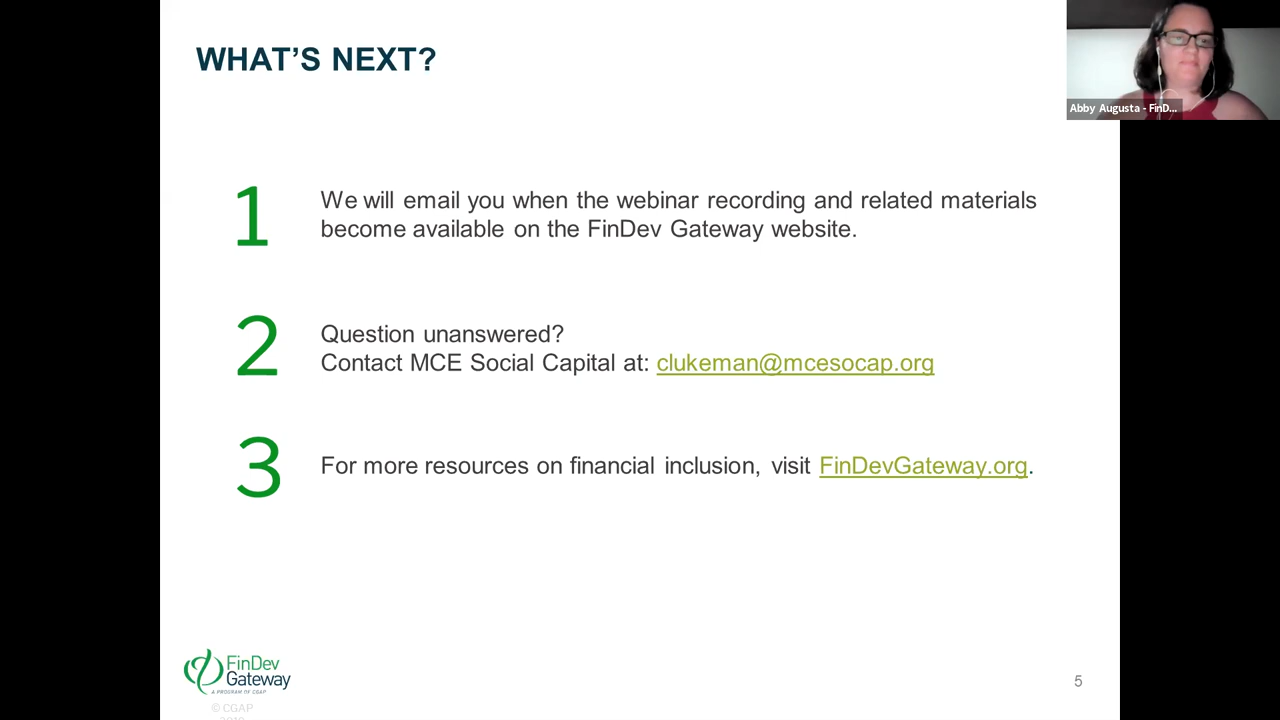 WHAT'S NEXT?
Abby Augusta - FinD...
1
We will email you when the webinar recording and related materials
become available on the FinDev Gateway website.
2
Question unanswered?
Contact MCE Social Capital at: clukeman@mcesocap.org
3
For more resources on financial inclusion, visit FinDevGateway.org.
FinDev
Gateway
A PROGRAM OF CGAP
© CGAP
5